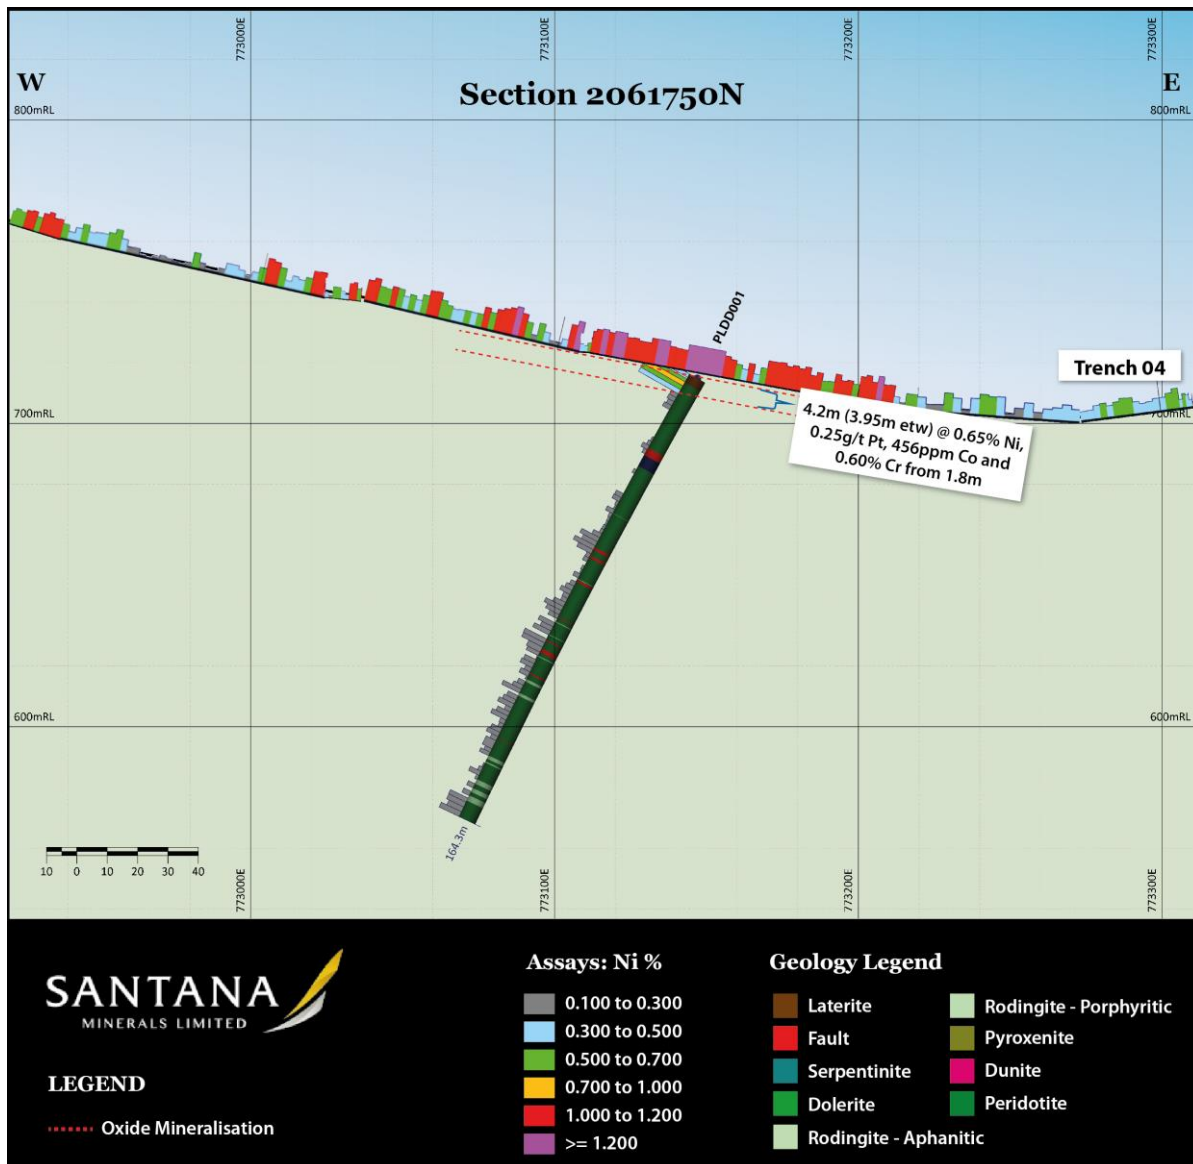 773000E
773100E
773200E
773300E
W
E
Section 2061750N
800mRL
800mRL
PLDD001
Trench 04
700mRL
700mRL
4.2m (3.95m etw) @ 0.65% Ni,
0.25g/t Pt, 456ppm Co and
0.60% Cr from 1.8m
600mRL
600mRL
164.3m
10 0 10 20 30 40
773000E
773100E
773200E
773300E
SANTANA
MINERALS LIMITED
LEGEND
Oxide Mineralisation
Assays: Ni %
0.100 to 0.300
0.300 to 0.500
0.500 to 0.700
0.700 to 1.000
1.000 to 1.200
>= 1.200
Geology Legend
Laterite
Fault
Serpentinite
Dolerite
Rodingite - Aphanitic
Rodingite - Porphyritic
Pyroxenite
Dunite
Peridotite